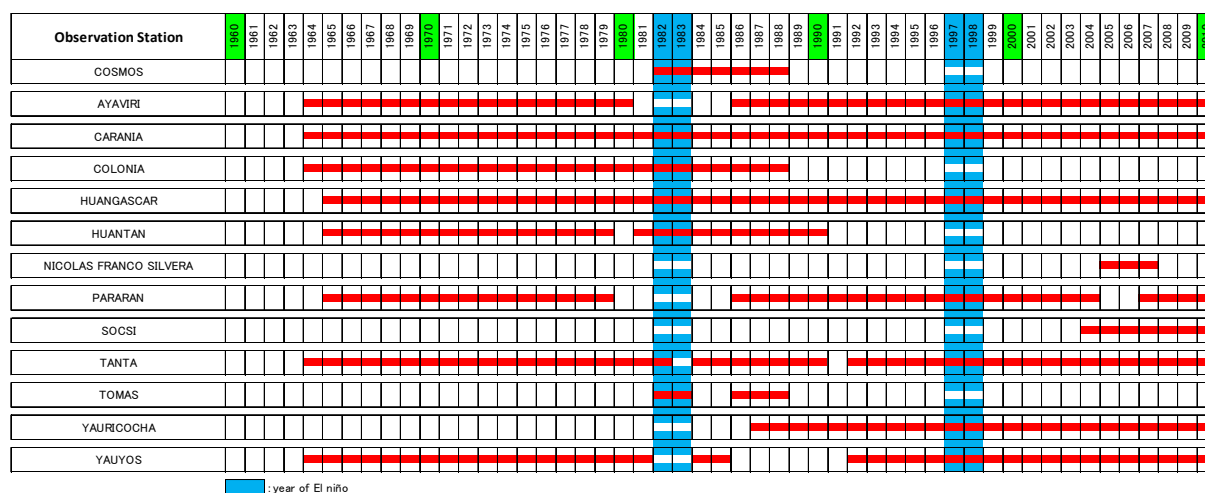 Observation Station 1960 1961 1962 1963 1964 1965 1966 1967 1968 1969 1970 1971 1972 1973 1974 1975 1976 1977 1978 1979 1980 1981 1982 1983 1984 1985 1986 1987 1988 1989 1990 1991 1992 1993 1994 1995 1996 1997 1998 1999 2000 2001 2002 2003 2004 2005 2006 2007 2008 2009 2010
COSMOS
AYAVIRI
CARANIA
COLONIA
HUANGASCAR
HUANTAN
NICOLAS FRANCO SILVERA
PARARAN
SOCSI
TANTA
TOMAS
YAURICOCHA
YAUYOS
: year of El niño